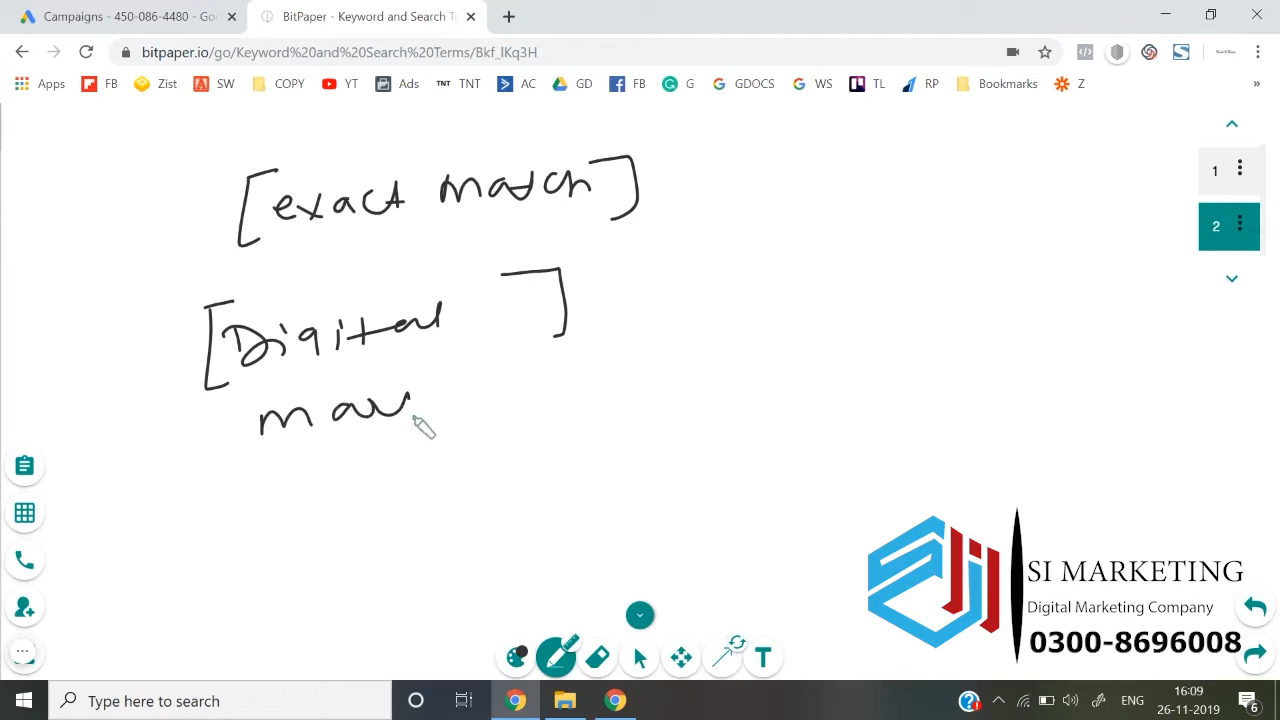 Campaigns - 450-086-4480 - Go
BitPaper - Keyword and Search T
bitpaper.io/go/Keyword%20and%20Search%20Terms/Bkf_lKq3H
Apps FB Zist SW COPY YT Ads TNT TNT AC GD FB G GDOCS WS TL RP Bookmarks Z »
[exact match]
[Digital ]
mar
1
2
SI MARKETING
Digital Marketing Company
0300-8696008
T
Type here to search
ENG
16:09
26-11-2019
6